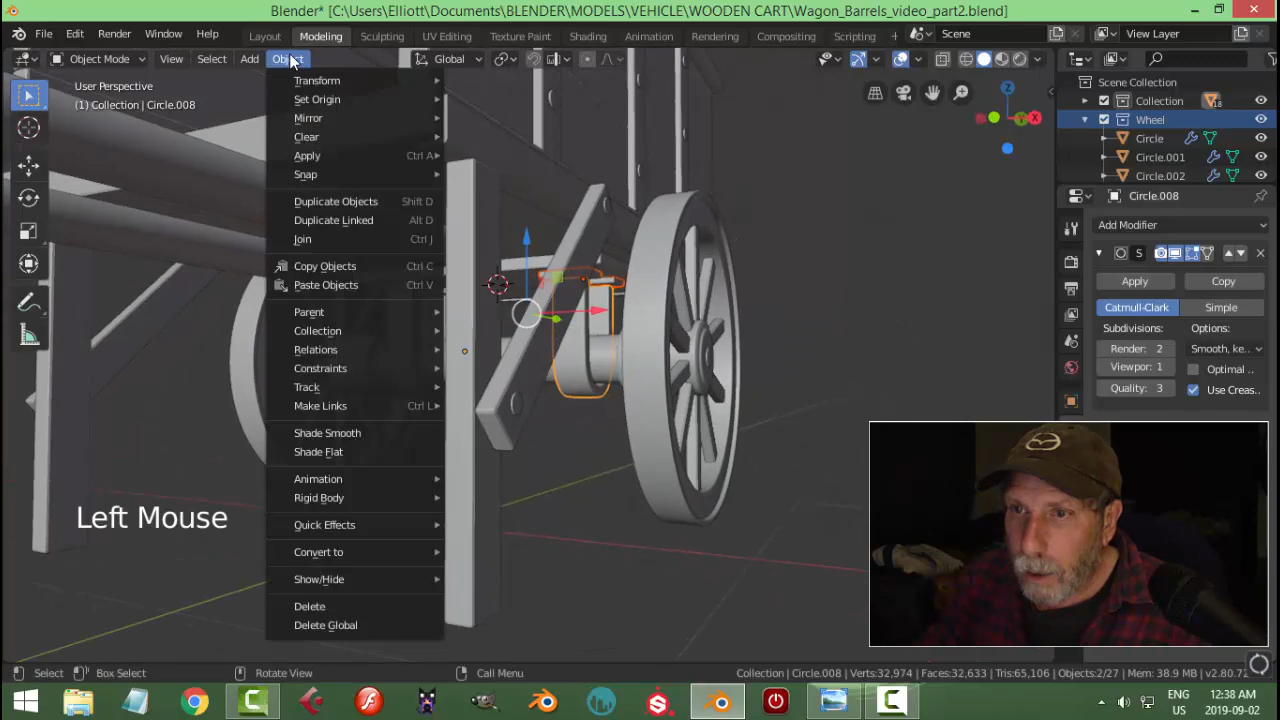 Blender* [C:\Users\Elliott\Documents\BLENDER\MODELS\VEHICLE\WOODEN CART\Wagon_Barrels_video_part2.blend]
File Edit Render Window Help Layout Modeling Sculpting UV Editing Texture Paint Shading Animation Rendering Compositing Scripting Scene View Layer
Object Mode View Select Add Object Global
User Perspective
(1) Collection | Circle.008
Transform
Set Origin
Mirror
Clear
Apply Ctrl A
Snap
Duplicate Objects Shift D
Duplicate Linked Alt D
Join Ctrl J
Copy Objects Ctrl C
Paste Objects Ctrl V
Parent
Collection
Relations
Constraints
Track
Make Links Ctrl L
Shade Smooth
Shade Flat
Animation
Rigid Body
Quick Effects
Convert to
Show/Hide
Delete
Delete Global
Z
X
Scene Collection
Collection 18
Wheel
Circle
Circle.001
Circle.002
Circle.008
Add Modifier
S
Apply Copy
Catmull-Clark Simple
Subdivisions: Options:
Render: 2 Smooth, ke..
Viewport: 1 Optimal ..
Quality: 3 Use Creas..
Left Mouse
Select Box Select Rotate View Call Menu Collection | Circle.008 | Verts:32,974 | Faces:32,633 | Tris:65,106 | Objects:2/27 | Mem: 38.9 MB | v2.80.7
ENG 12:38 AM
US 2019-09-02